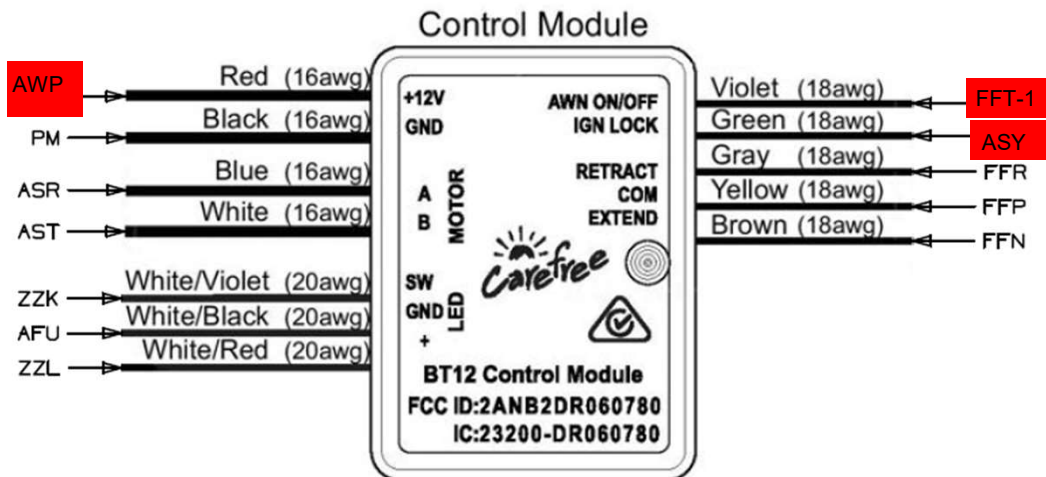 Control Module
AWP Red (16awg) +12V
PM Black (16awg) GND
ASR Blue (16awg) A
AST White (16awg) B
MOTOR
ZZK White/Violet (20awg) SW
AFU White/Black (20awg) GND
ZZL White/Red (20awg) +
LED
AWN ON/OFF Violet (18awg) FFT-1
IGN LOCK Green (18awg) ASY
RETRACT Gray (18awg) FFR
COM Yellow (18awg) FFP
EXTEND Brown (18awg) FFN
Carefree
BT12 Control Module
FCC ID:2ANB2DR060780
IC:23200-DR060780